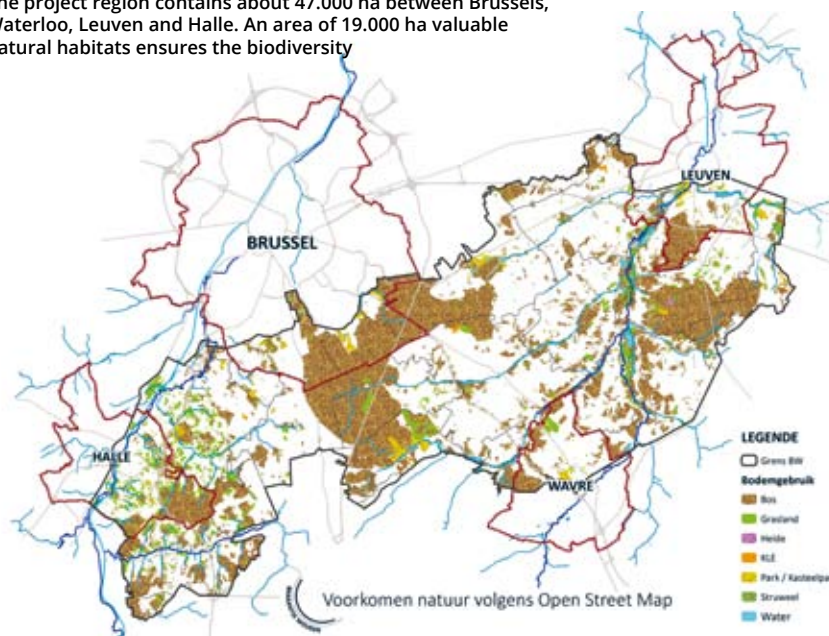 he project region contains about 47.000 ha between Brussels,
Waterloo, Leuven and Halle. An area of 19.000 ha valuable
natural habitats ensures the biodiversity
LEUVEN
BRUSSEL
HALLE
WAVRE
LEGENDE
Grens BW
Bodemgebruik
Bos
Grasland
Heide
KLE
Park / Kasteelpa
Struweel
Water
Voorkomen natuur volgens Open Street Map